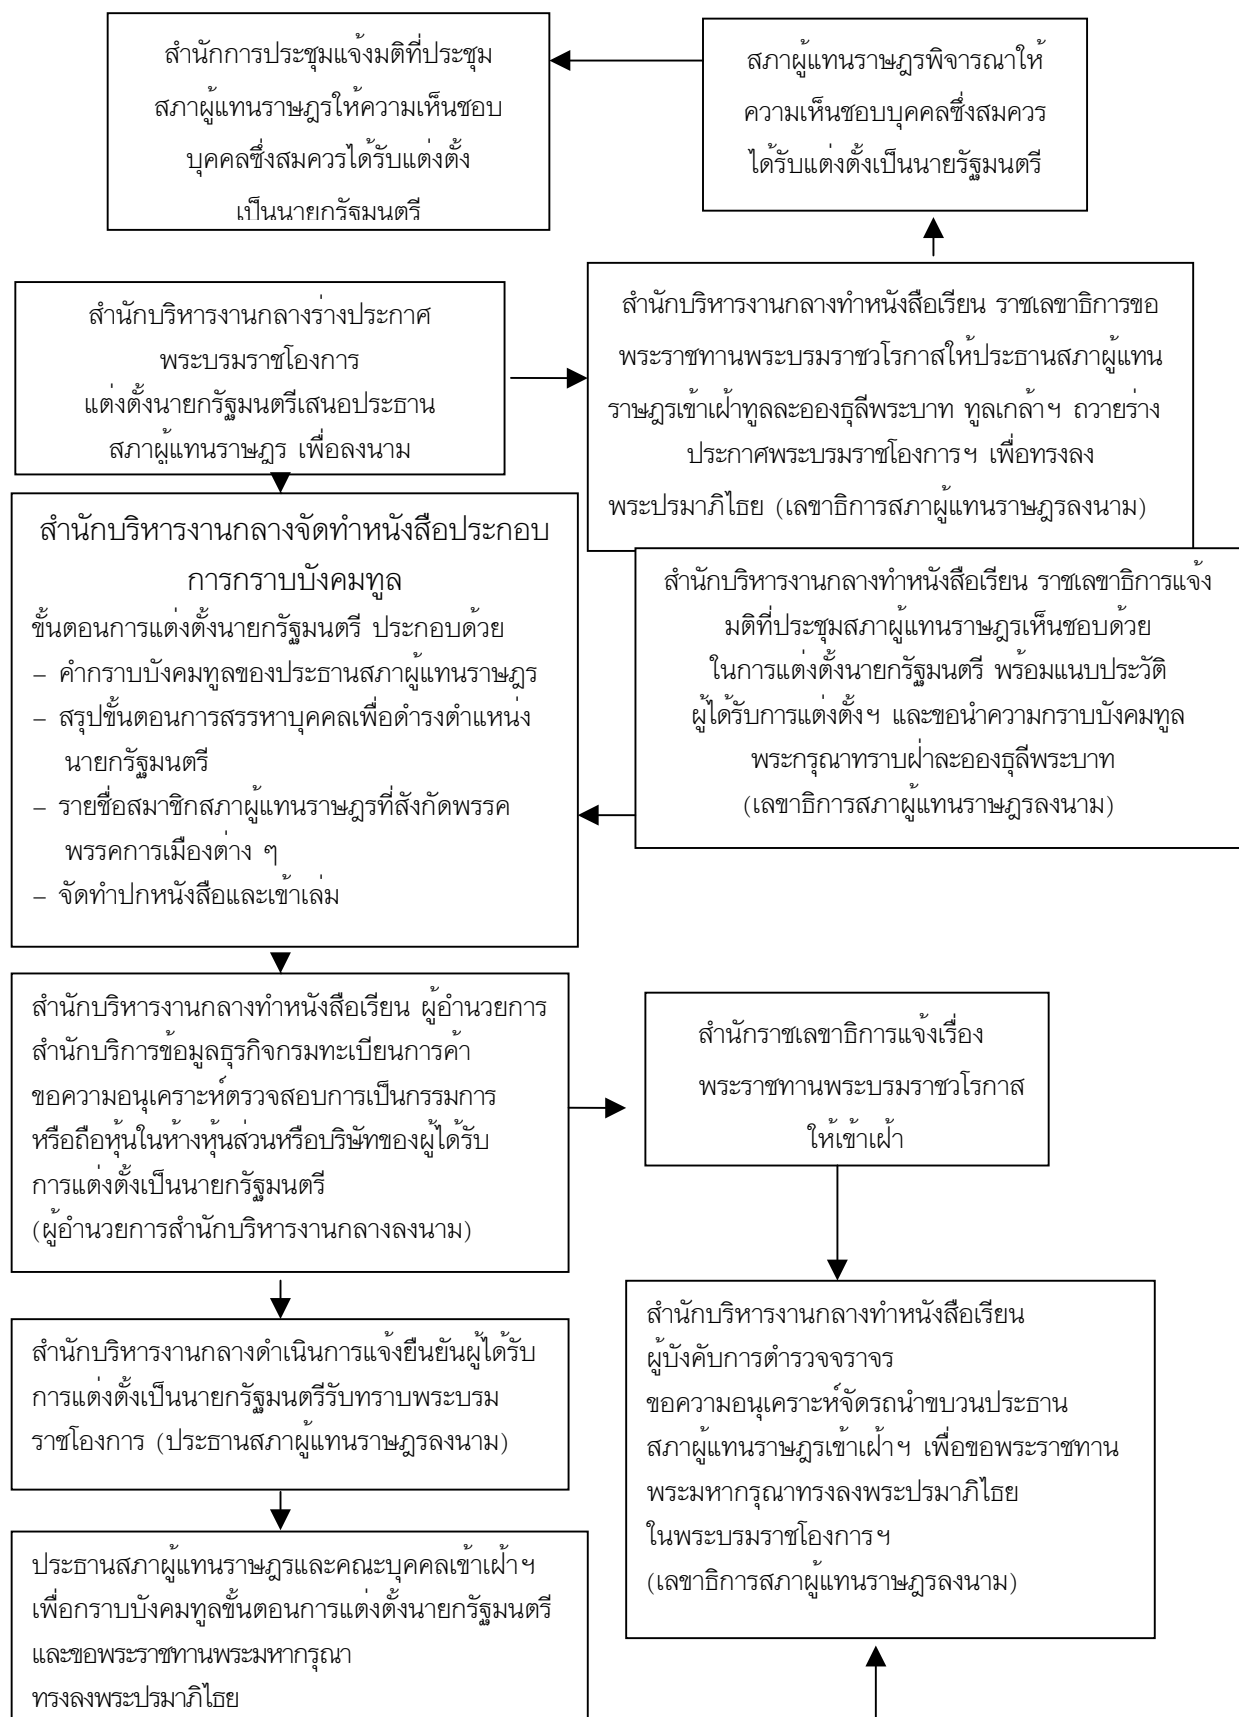 สำนักการประชุมแจ้งมติที่ประชุม
สภาผู้แทนราษฎรให้ความเห็นชอบ
บุคคลซึ่งสมควรได้รับแต่งตั้ง
เป็นนายกรัฐมนตรี
สภาผู้แทนราษฎรพิจารณาให้
ความเห็นชอบบุคคลซึ่งสมควร
ได้รับแต่งตั้งเป็นนายรัฐมนตรี
สำนักบริหารงานกลางร่างประกาศ
พระบรมราชโองการ
แต่งตั้งนายกรัฐมนตรีเสนอประธาน
สภาผู้แทนราษฎร เพื่อลงนาม
สำนักบริหารงานกลางทำหนังสือเรียน ราชเลขาธิการขอ
พระราชทานพระบรมราชวโรกาสให้ประธานสภาผู้แทน
ราษฎรเข้าเฝ้าทูลละอองธุลีพระบาท ทูลเกล้าฯ ถวายร่าง
ประกาศพระบรมราชโองการฯ เพื่อทรงลง
พระปรมาภิไธย (เลขาธิการสภาผู้แทนราษฎรลงนาม)
สำนักบริหารงานกลางจัดทำหนังสือประกอบ
การกราบบังคมทูล
ขั้นตอนการแต่งตั้งนายกรัฐมนตรี ประกอบด้วย
– คำกราบบังคมทูลของประธานสภาผู้แทนราษฎร
– สรุปขั้นตอนการสรรหาบุคคลเพื่อดำรงตำแหน่ง
นายกรัฐมนตรี
– รายชื่อสมาชิกสภาผู้แทนราษฎรที่สังกัดพรรค
พรรคการเมืองต่าง ๆ
– จัดทำปกหนังสือและเข้าเล่ม
สำนักบริหารงานกลางทำหนังสือเรียน ราชเลขาธิการแจ้ง
มติที่ประชุมสภาผู้แทนราษฎรเห็นชอบด้วย
ในการแต่งตั้งนายกรัฐมนตรี พร้อมแนบประวัติ
ผู้ได้รับการแต่งตั้งฯ และขอนำความกราบบังคมทูล
พระกรุณาทราบฝ่าละอองธุลีพระบาท
(เลขาธิการสภาผู้แทนราษฎรลงนาม)
สำนักบริหารงานกลางทำหนังสือเรียน ผู้อำนวยการ
สำนักบริการข้อมูลธุรกิจกรมทะเบียนการค้า
ขอความอนุเคราะห์ตรวจสอบการเป็นกรรมการ
หรือถือหุ้นในห้างหุ้นส่วนหรือบริษัทของผู้ได้รับ
การแต่งตั้งเป็นนายกรัฐมนตรี
(ผู้อำนวยการสำนักบริหารงานกลางลงนาม)
สำนักราชเลขาธิการแจ้งเรื่อง
พระราชทานพระบรมราชวโรกาส
ให้เข้าเฝ้า
สำนักบริหารงานกลางดำเนินการแจ้งยืนยันผู้ได้รับ
การแต่งตั้งเป็นนายกรัฐมนตรีรับทราบพระบรม
ราชโองการ (ประธานสภาผู้แทนราษฎรลงนาม)
สำนักบริหารงานกลางทำหนังสือเรียน
ผู้บังคับการตำรวจจราจร
ขอความอนุเคราะห์จัดรถนำขบวนประธาน
สภาผู้แทนราษฎรเข้าเฝ้าฯ เพื่อขอพระราชทาน
พระมหากรุณาทรงลงพระปรมาภิไธย
ในพระบรมราชโองการฯ
(เลขาธิการสภาผู้แทนราษฎรลงนาม)
ประธานสภาผู้แทนราษฎรและคณะบุคคลเข้าเฝ้าฯ
เพื่อกราบบังคมทูลขั้นตอนการแต่งตั้งนายกรัฐมนตรี
และขอพระราชทานพระมหากรุณา
ทรงลงพระปรมาภิไธย